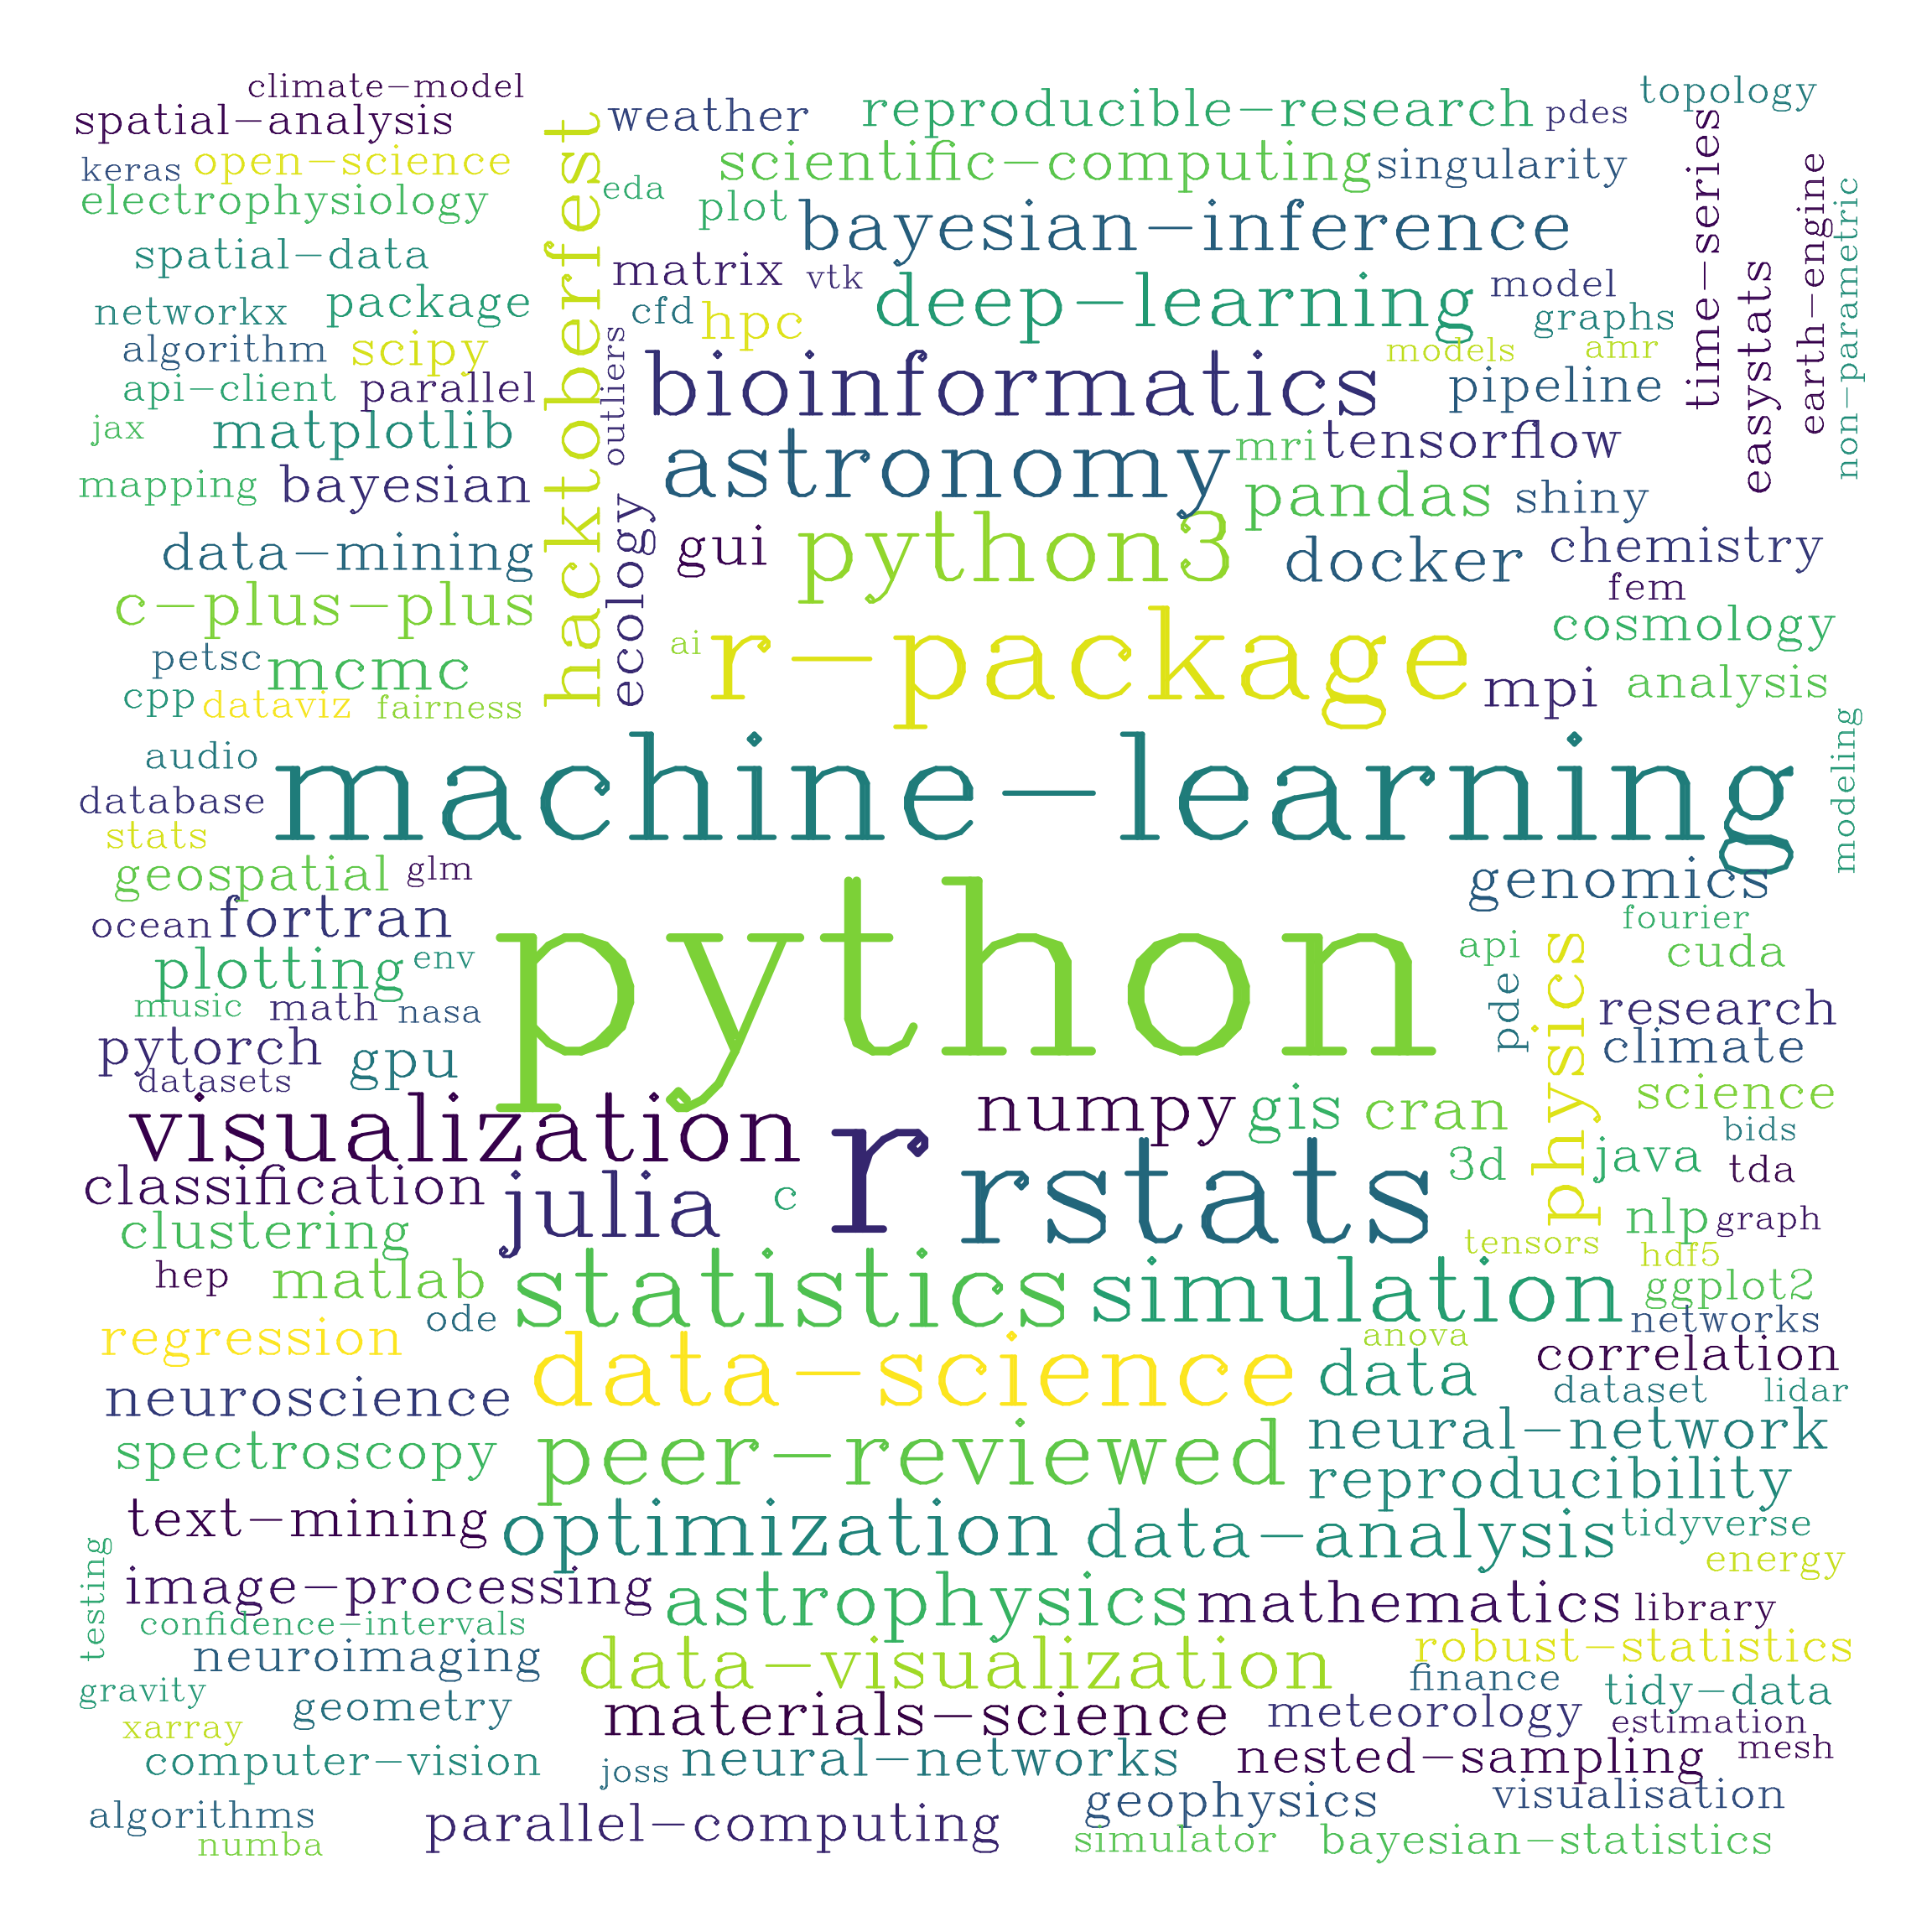 climate-model
spatial-analysis
keras
open-science
electrophysiology
spatial-data
networkx
package
algorithm
scipy
api-client
parallel
jax
matplotlib
mapping
bayesian
data-mining
c-plus-plus
petsc
mcmc
cpp
dataviz
fairness
hacktoberfest
weather
eda
plot
matrix
vtk
cfd
hpc
outliers
ecology
reproducible-research
pdes
topology
scientific-computing
singularity
bayesian-inference
deep-learning
model
graphs
models
amr
bioinformatics
pipeline
time-series
easystats
earth-engine
non-parametric
astronomy
mri
tensorflow
pandas
shiny
gui
python3
docker
chemistry
fem
cosmology
ai
r-package
mpi
analysis
modeling
audio
database
stats
machine-learning
geospatial
glm
genomics
ocean
fortran
fourier
plotting
env
python
api
cuda
physics
pde
music
math
nasa
research
pytorch
gpu
climate
datasets
science
visualization
r
numpy
gis
cran
bids
classification
julia
c
rstats
3d
java
tda
clustering
nlp
graph
hep
matlab
statistics
simulation
tensors
hdf5
ggplot2
ode
networks
regression
data-science
anova
data
correlation
dataset
lidar
neuroscience
spectroscopy
peer-reviewed
neural-network
reproducibility
text-mining
optimization
data-analysis
tidyverse
energy
testing
image-processing
astrophysics
mathematics
library
confidence-intervals
neuroimaging
data-visualization
robust-statistics
gravity
geometry
finance
tidy-data
xarray
materials-science
meteorology
estimation
computer-vision
joss
neural-networks
nested-sampling
mesh
algorithms
numba
parallel-computing
geophysics
visualisation
simulator
bayesian-statistics